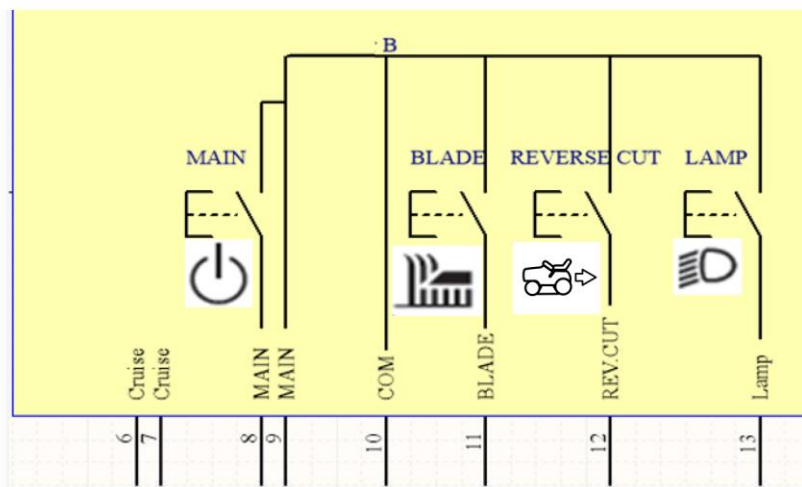 B
MAIN BLADE REVERSE CUT LAMP
Cruise
Cruise
MAIN
MAIN
COM
BLADE
REV.CUT
Lamp
6
7
8
9
10
11
12
13